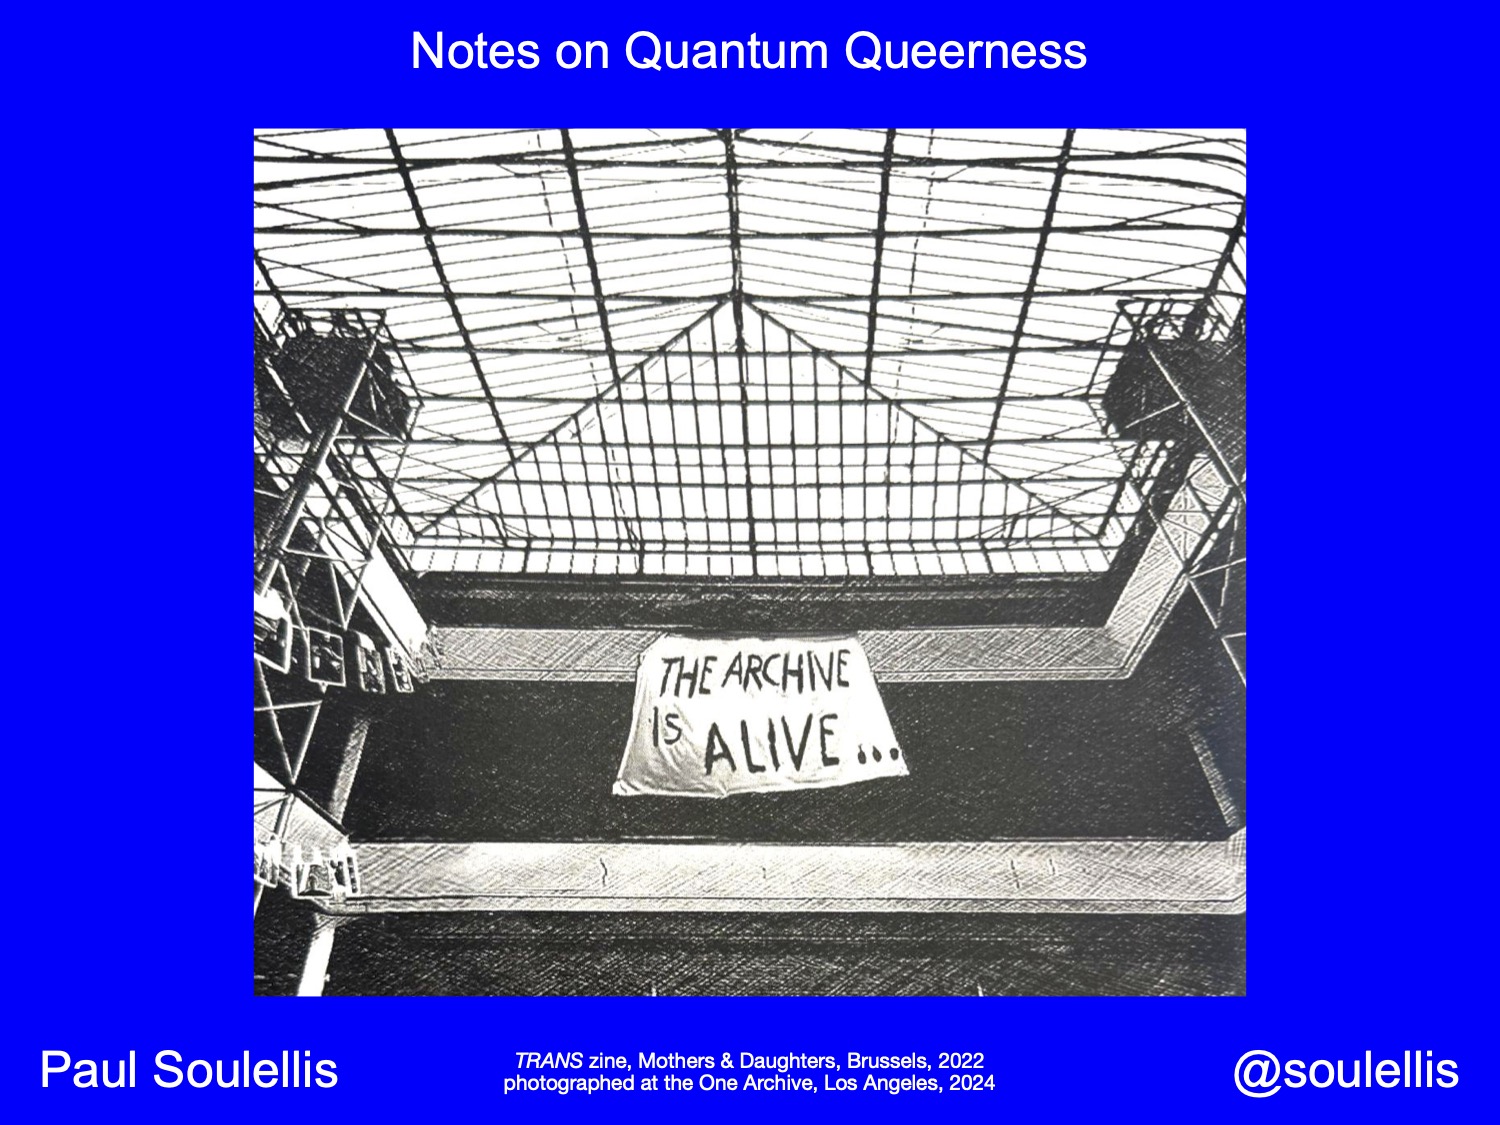 Notes on Quantum Queerness
THE ARCHIVE
IS ALIVE...
Paul Soulellis
TRANS zine, Mothers & Daughters, Brussels, 2022
photographed at the One Archive, Los Angeles, 2024
@soulellis